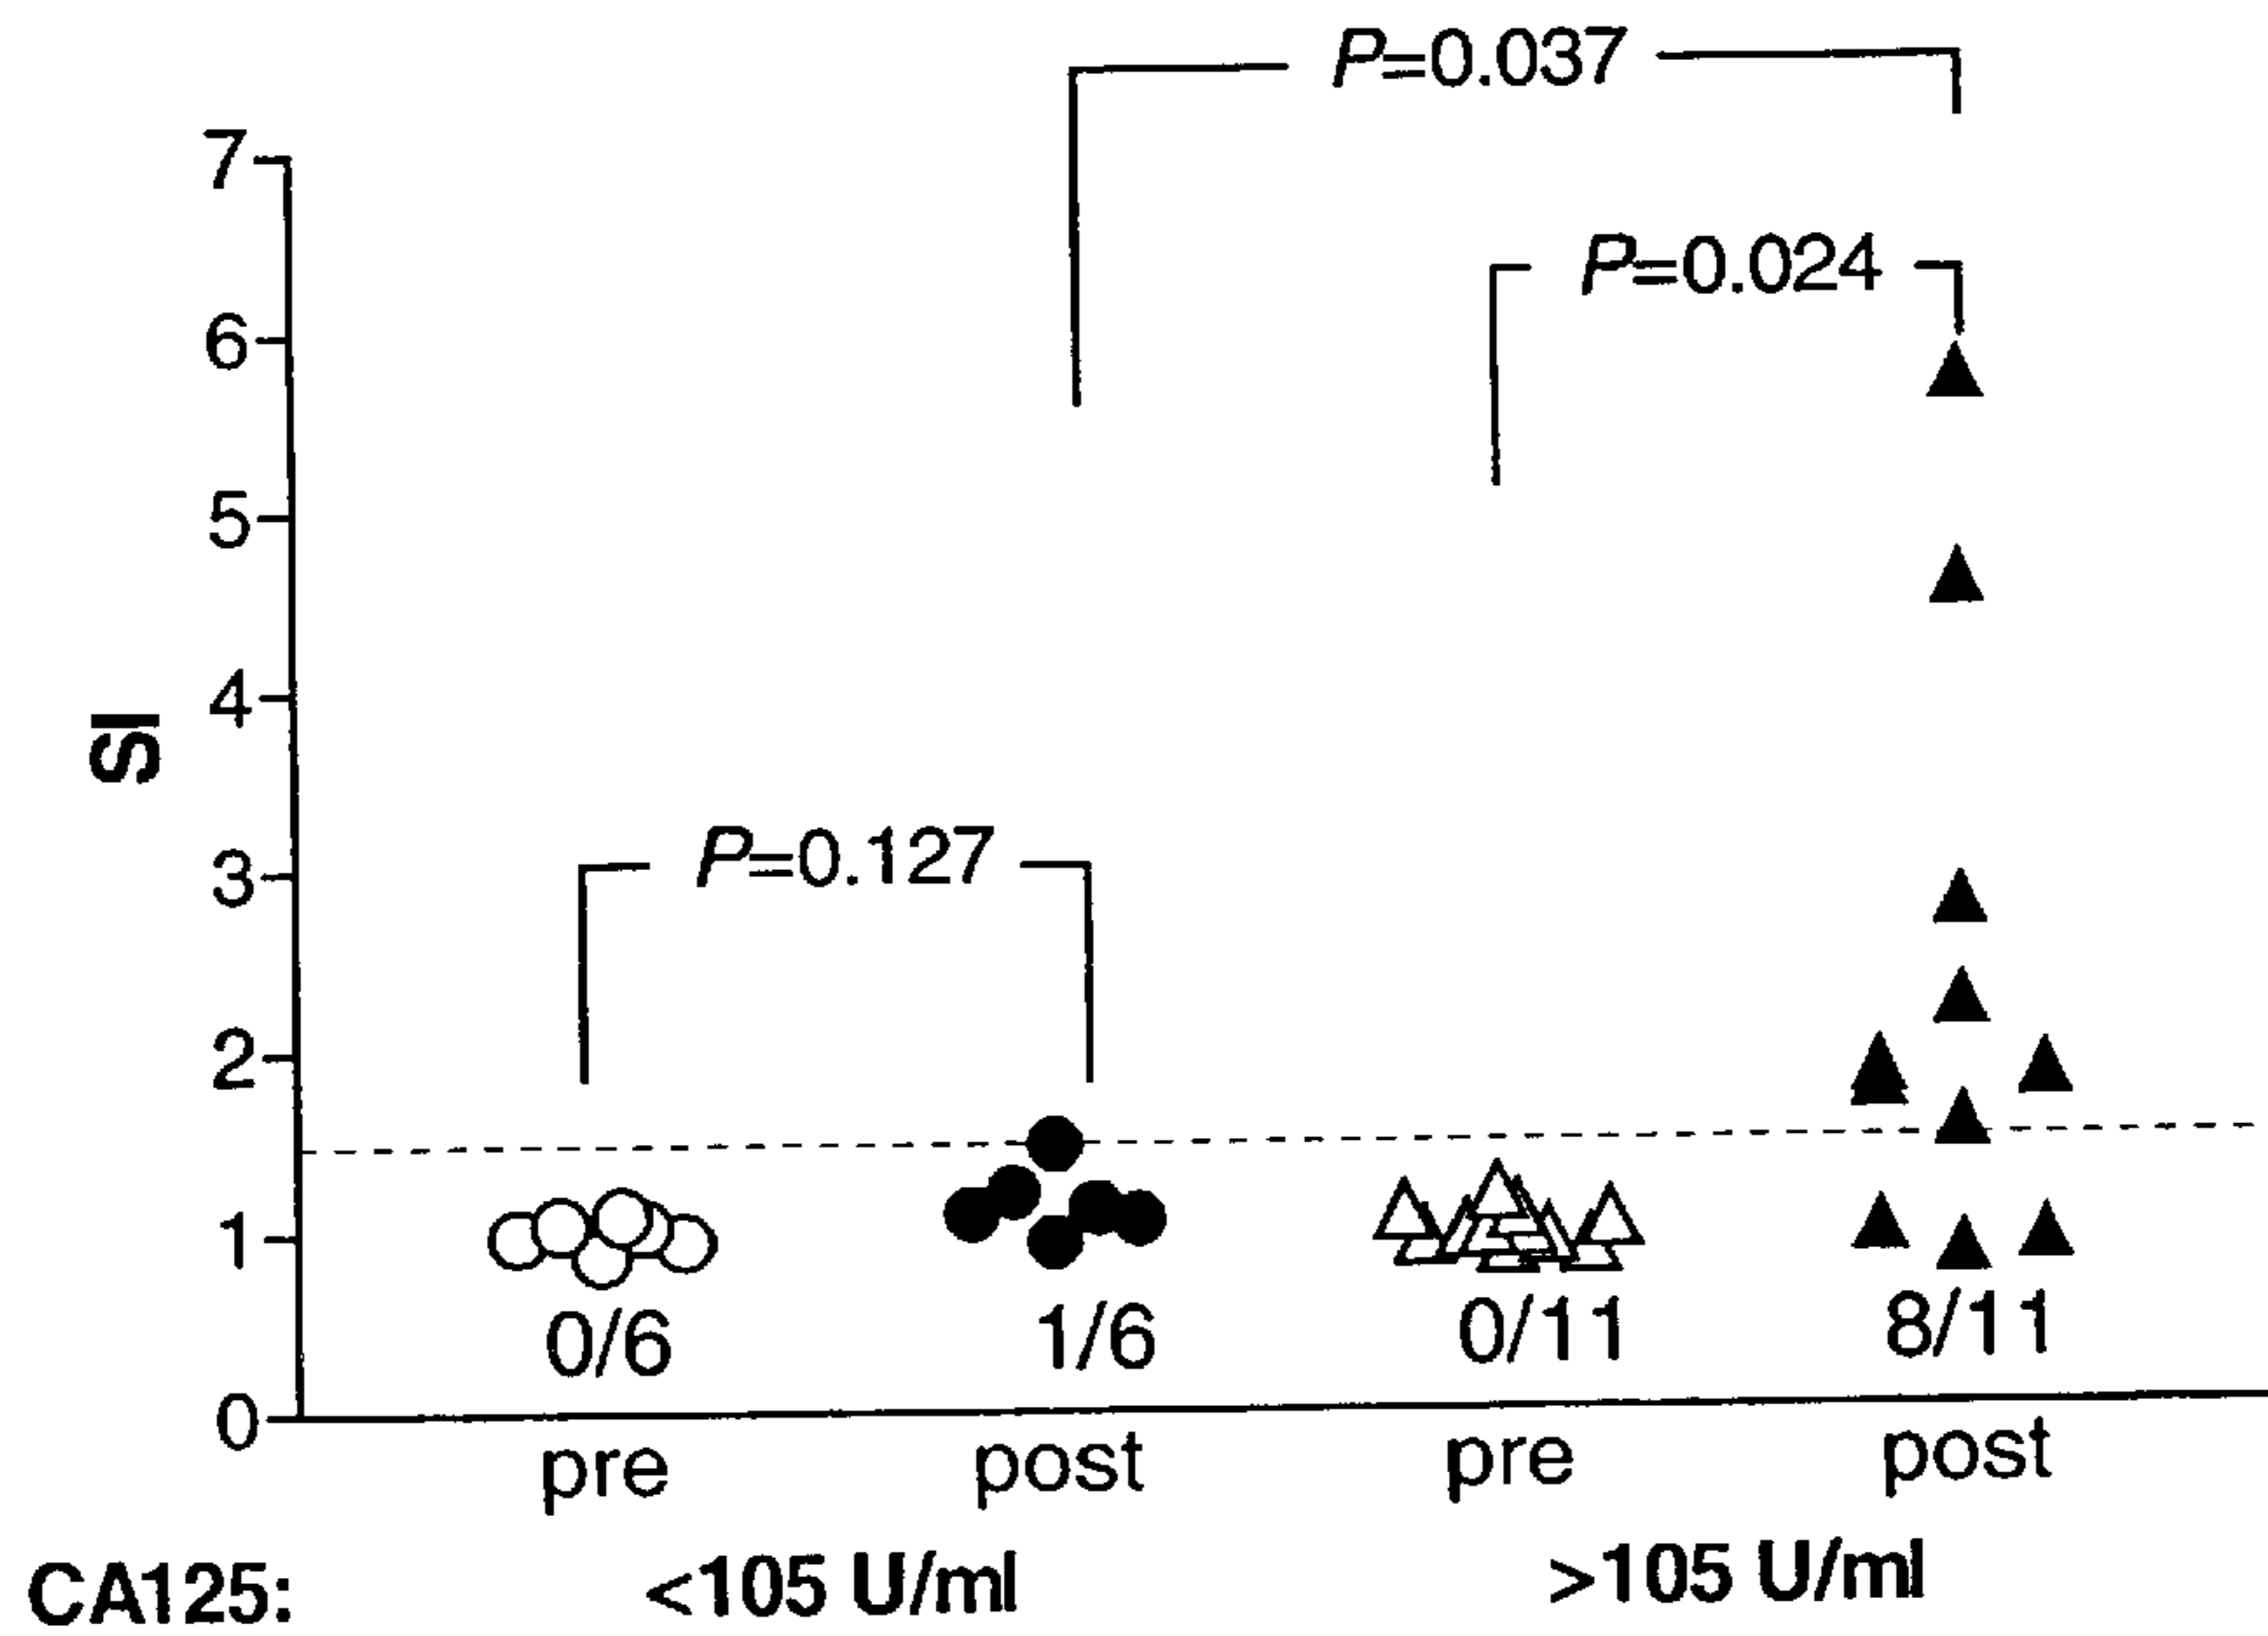 P=0.037
7
P=0.024
6
5
4
SI
P=0.127
3
2
1
0/6 1/6 0/11 8/11
0
pre post pre post
CA125: <105 U/ml >105 U/ml